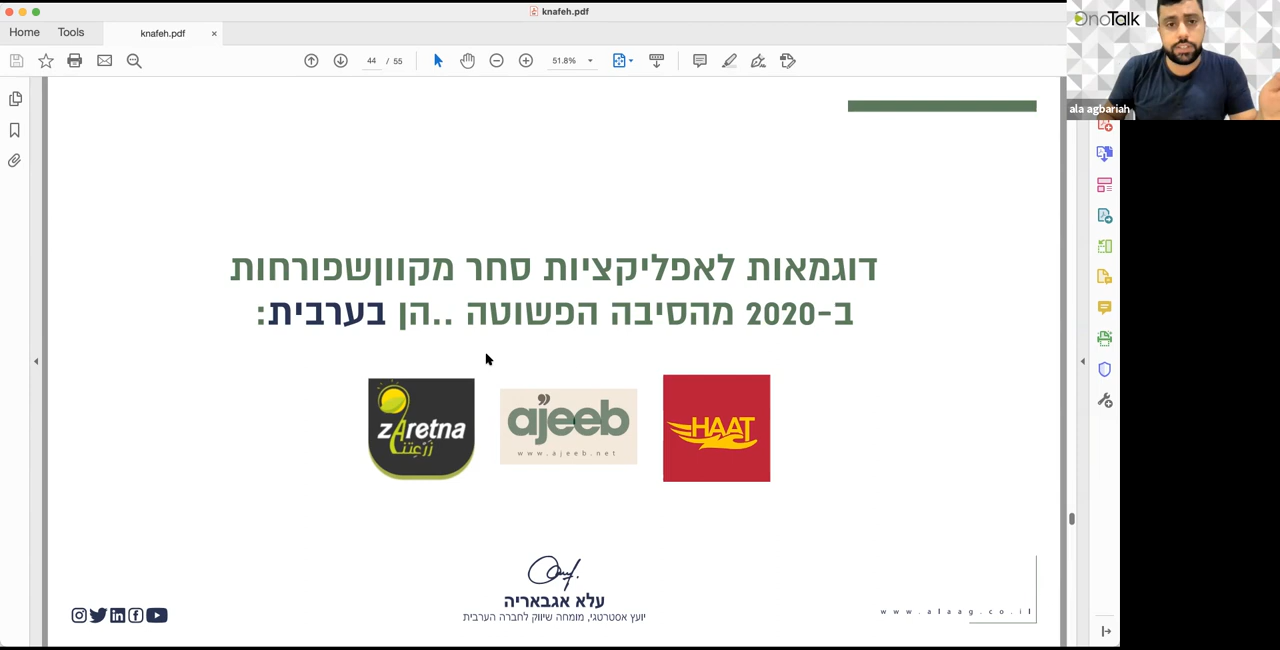 knafeh.pdf
Home
Tools
knafeh.pdf
44 / 55
51.8%
OnoTalk
ala agbariah
דוגמאות לאפליקציות סחר מקווןשפורחות
ב-2020 מהסיבה הפשוטה ..הן בערבית:
zAretna
زرعتنا
ajeeb
www.ajeeb.net
HAAT
עלא אגבאריה
יועץ אסטרטגי, מומחה שיווק לחברה הערבית
www.alaag.co.il